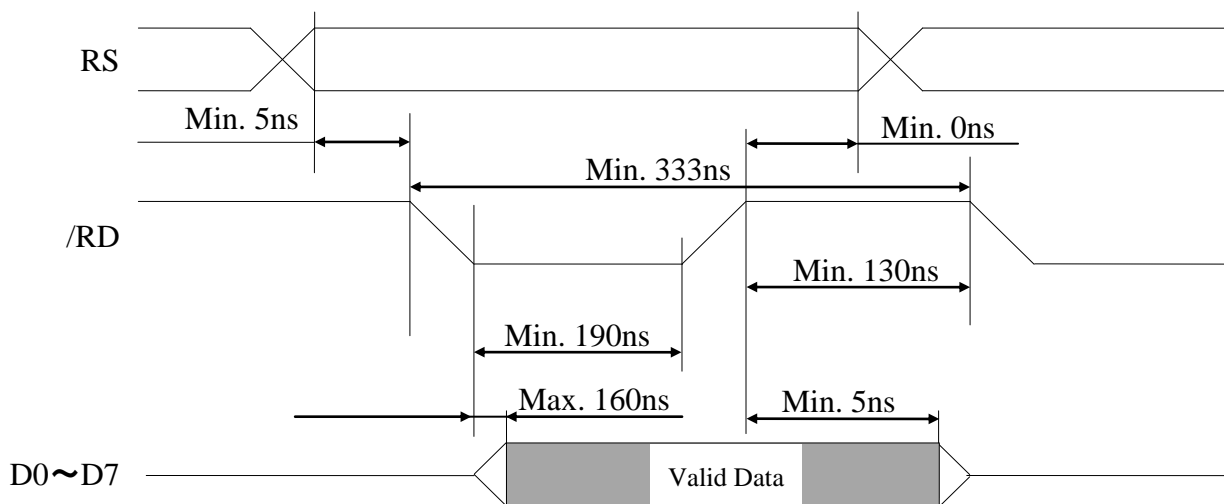 RS
Min. 5ns
Min. 0ns
Min. 333ns
/RD
Min. 130ns
Min. 190ns
Max. 160ns
Min. 5ns
D0～D7
Valid Data